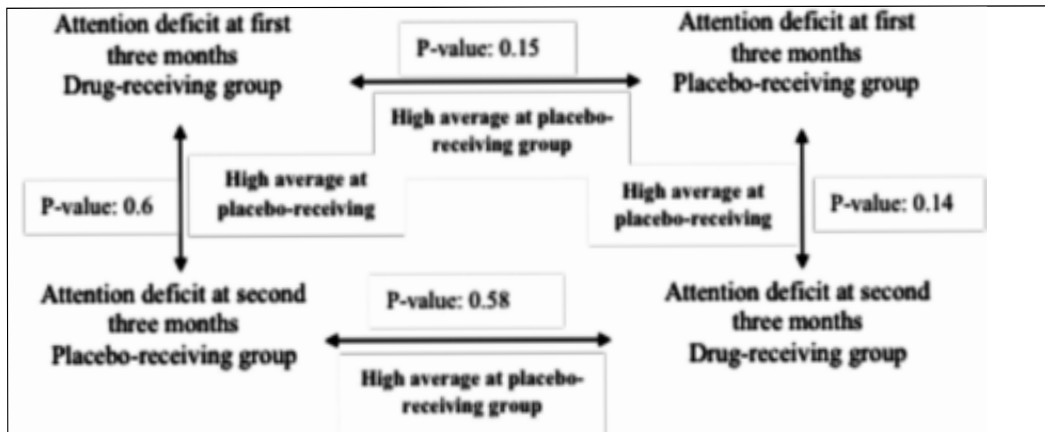 Attention deficit at first
three months
Drug-receiving group
P-value: 0.15
Attention deficit at first
three months
Placebo-receiving group
High average at placebo-
receiving group
P-value: 0.6
High average at
placebo-receiving
High average at
placebo-receiving
P-value: 0.14
Attention deficit at second
three months
Placebo-receiving group
P-value: 0.58
Attention deficit at second
three months
Drug-receiving group
High average at placebo-
receiving group